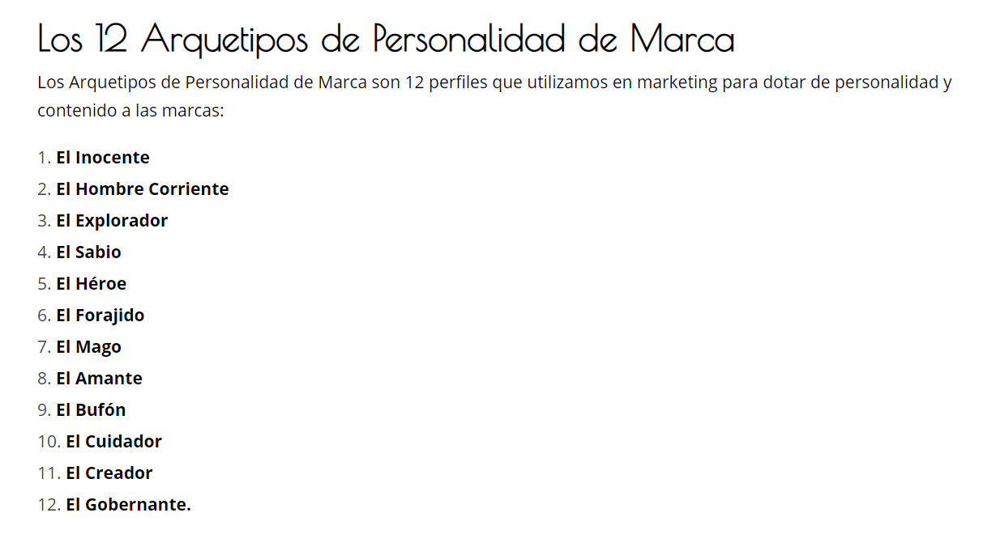 Los 12 Arquetipos de Personalidad de Marca
Los Arquetipos de Personalidad de Marca son 12 perfiles que utilizamos en marketing para dotar de personalidad y
contenido a las marcas:
1. El Inocente
2. El Hombre Corriente
3. El Explorador
4. El Sabio
5. El Héroe
6. El Forajido
7. El Mago
8. El Amante
9. El Bufón
10. El Cuidador
11. El Creador
12. El Gobernante.